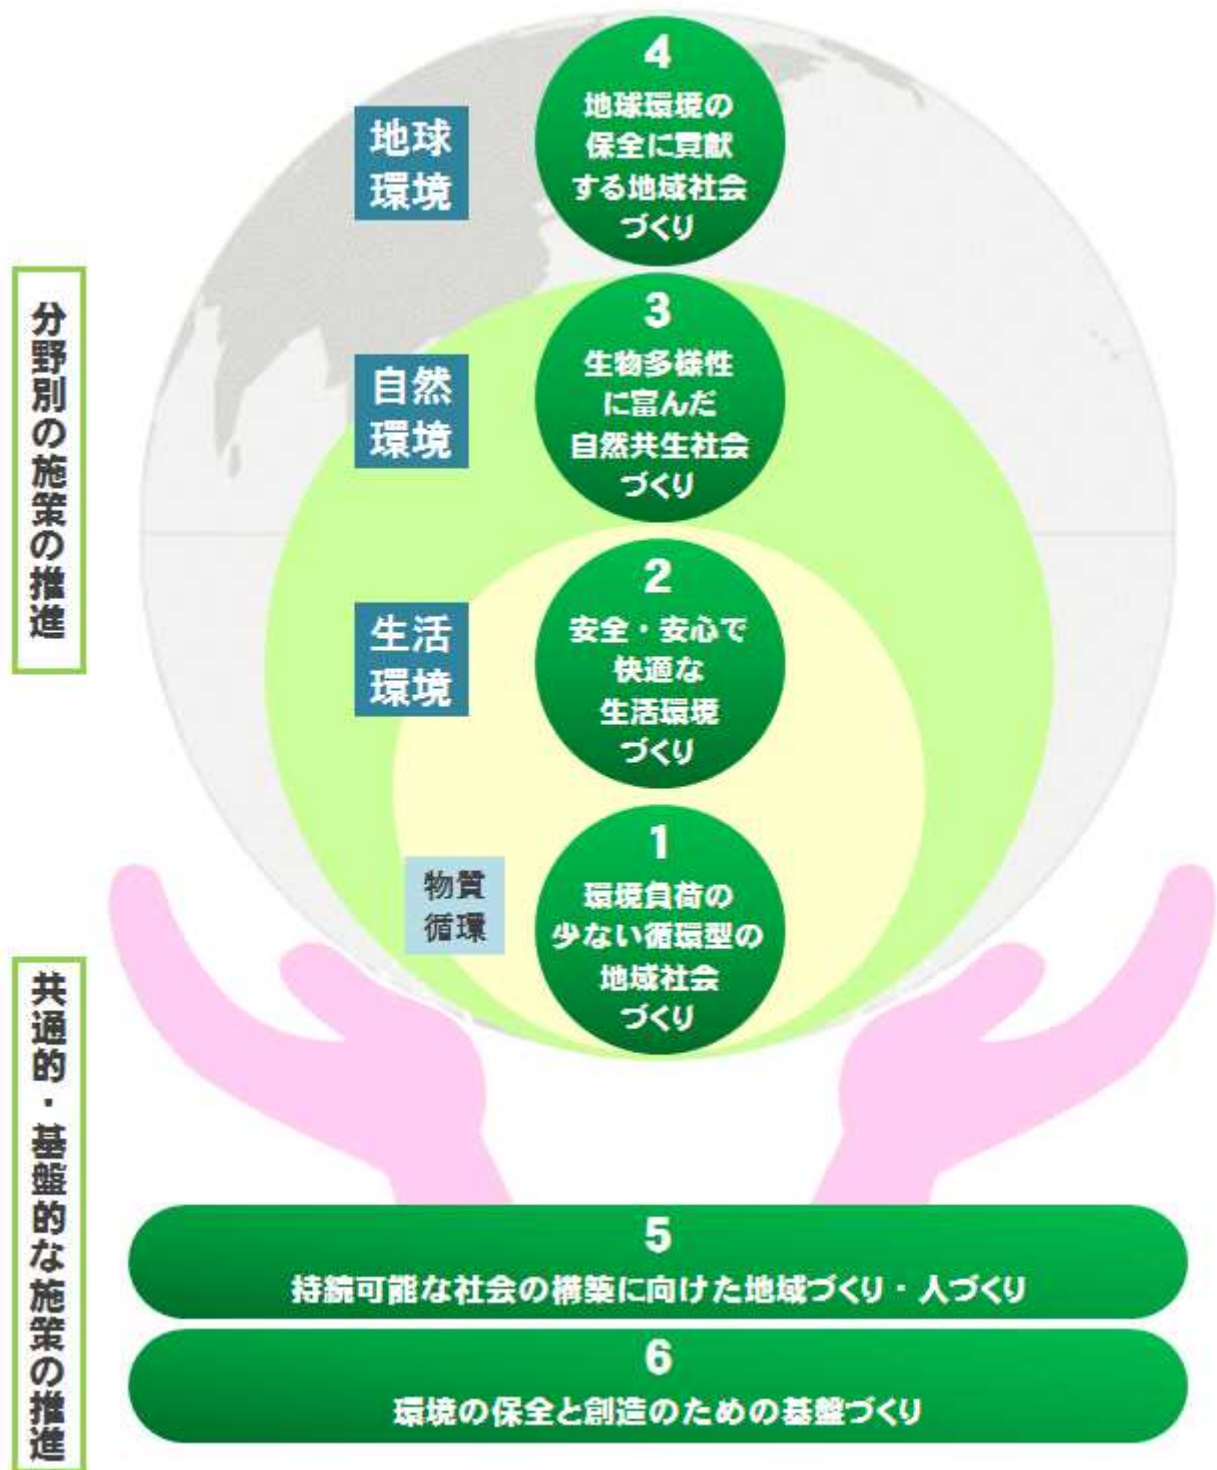 4
地球環境の
保全に貢献
する地域社会
づくり
地球
環境
分野別の施策の推進
3
生物多様性
に富んだ
自然共生社会
づくり
自然
環境
2
安全・安心で
快適な
生活環境
づくり
生活
環境
1
環境負荷の
少ない循環型の
地域社会
づくり
物質
循環
共通的・基盤的な施策の推進
5
持続可能な社会の構築に向けた地域づくり・人づくり
6
環境の保全と創造のための基盤づくり